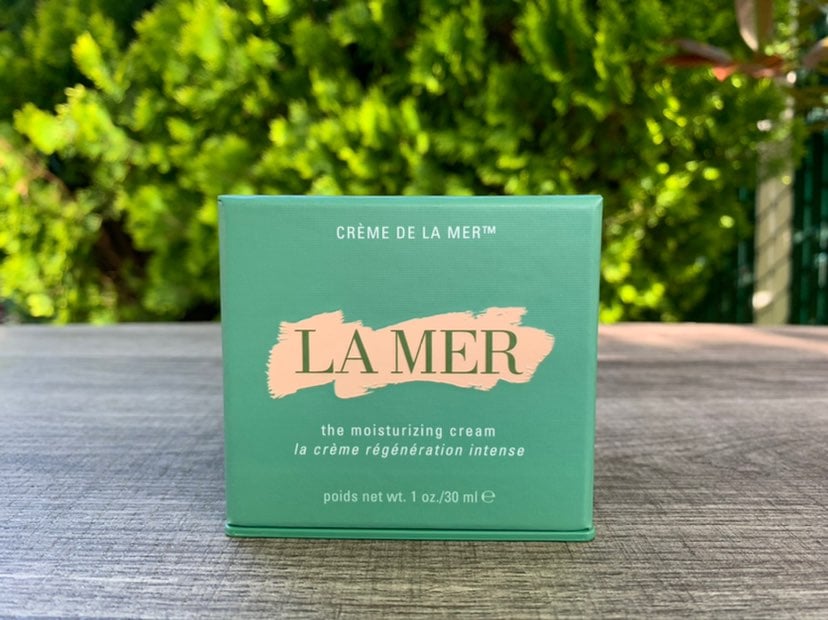 CRÈME DE LA MER™
LA MER
the moisturizing cream
la crème régénération intense
poids net wt. 1 oz./30 ml ℮